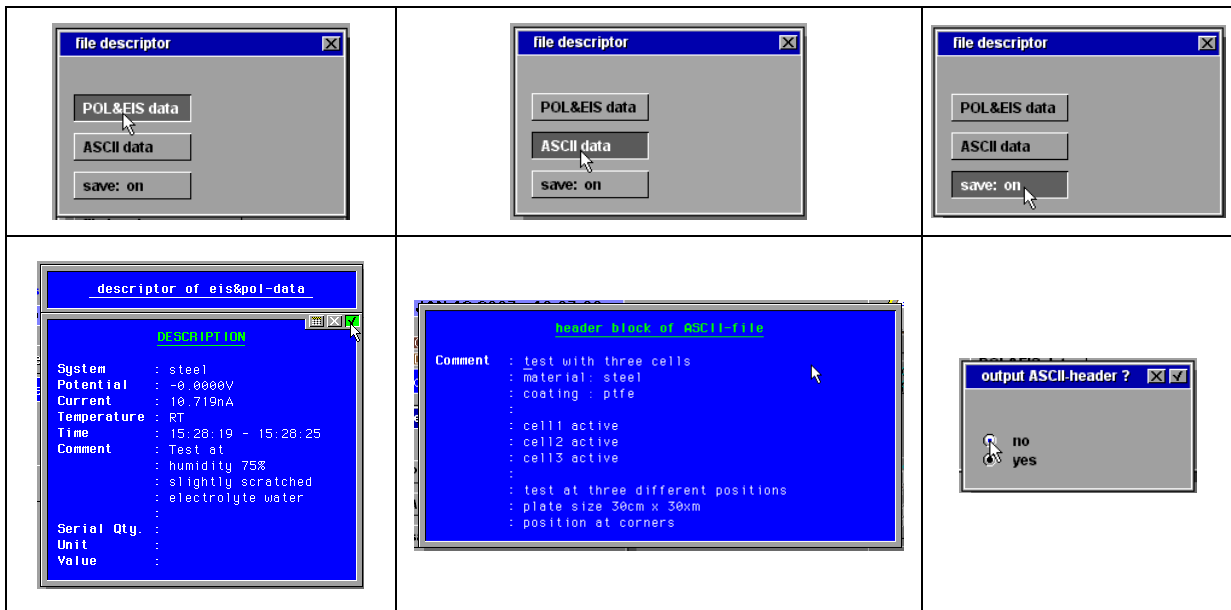 file descriptor
POL&EIS data
ASCII data
save: on
file descriptor
POL&EIS data
ASCII data
save: on
file descriptor
POL&EIS data
ASCII data
save: on
descriptor of eis&pol-data
DESCRIPTION
System : steel
Potential : -0.0000V
Current : 10.719nA
Temperature : RT
Time : 15:28:19 - 15:28:25
Comment : Test at
: humidity 75%
: slightly scratched
: electrolyte water
:
Serial Qty. :
Unit :
Value :
header block of ASCII-file
Comment : test with three cells
: material: steel
: coating : ptfe
:
: cell1 active
: cell2 active
: cell3 active
:
: test at three different positions
: plate size 30cm x 30xm
: position at corners
output ASCII-header ?
no
yes